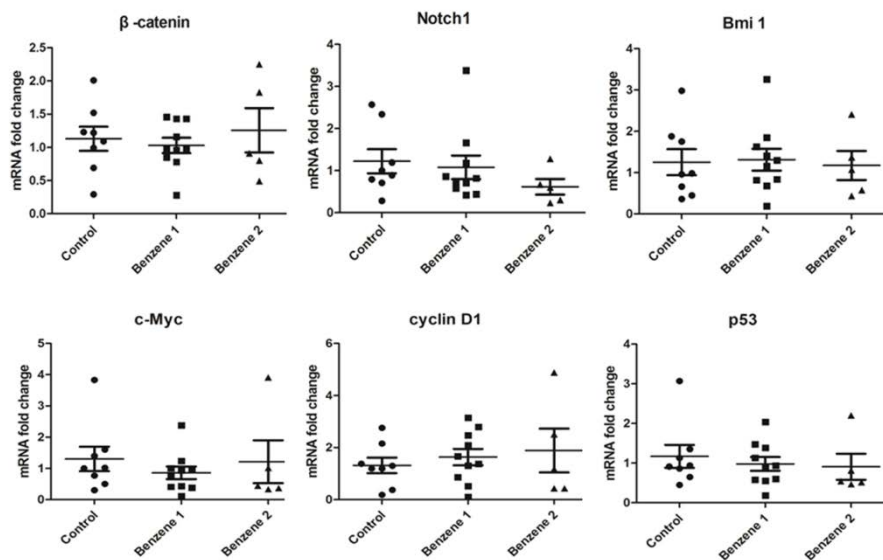 β -catenin
mRNA fold change
2.5
2.0
1.5
1.0
0.5
0.0
Control
Benzene 1
Benzene 2
Notch1
mRNA fold change
4
3
2
1
0
Control
Benzene 1
Benzene 2
Bmi 1
mRNA fold change
4
3
2
1
0
Control
Benzene 1
Benzene 2
c-Myc
mRNA fold change
5
4
3
2
1
0
Control
Benzene 1
Benzene 2
cyclin D1
mRNA fold change
6
4
2
0
Control
Benzene 1
Benzene 2
p53
mRNA fold change
4
3
2
1
0
Control
Benzene 1
Benzene 2